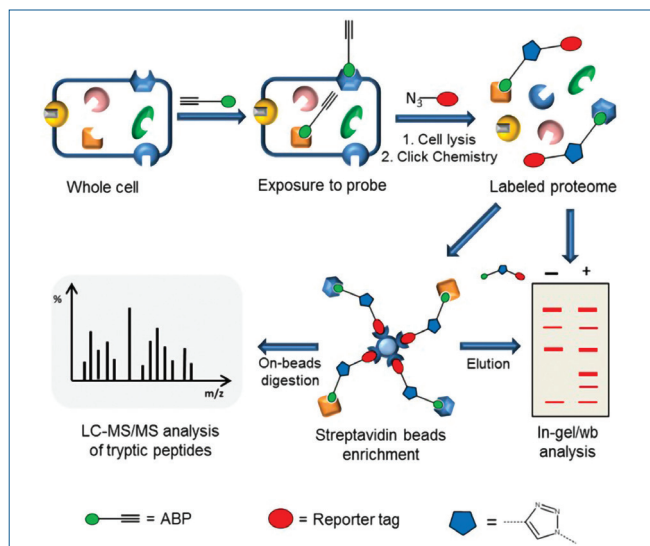 N3
1. Cell lysis
2. Click Chemistry
Whole cell
Exposure to probe
Labeled proteome
− +
%
m/z
On-beads
digestion
Elution
LC-MS/MS analysis
of tryptic peptides
Streptavidin beads
enrichment
In-gel/wb
analysis
= ABP
= Reporter tag
=
N
N
N